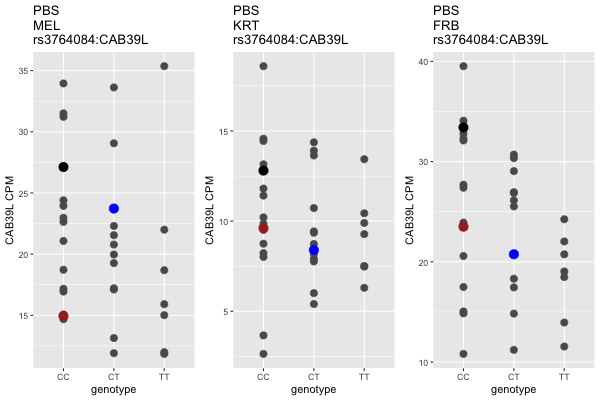 PBS
MEL
rs3764084:CAB39L
CAB39L CPM
35
30
25
20
15
CC
CT
TT
genotype
PBS
KRT
rs3764084:CAB39L
CAB39L CPM
15
10
5
CC
CT
TT
genotype
PBS
FRB
rs3764084:CAB39L
CAB39L CPM
40
30
20
10
CC
CT
TT
genotype